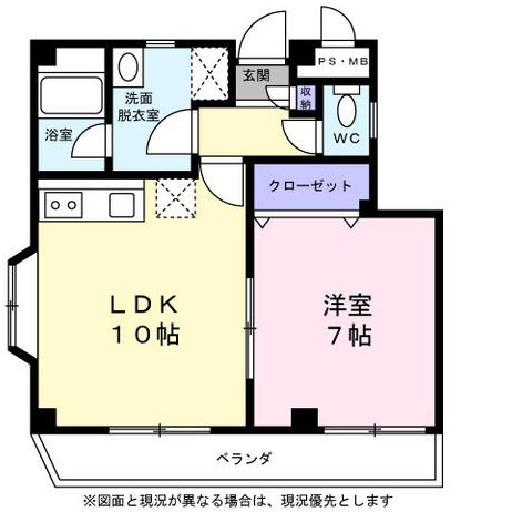 PS・MB
玄関
収納
洗面
脱衣室
浴室
WC
クローゼット
LDK
10帖
洋室
7帖
ベランダ
※図面と現況が異なる場合は、現況優先とします